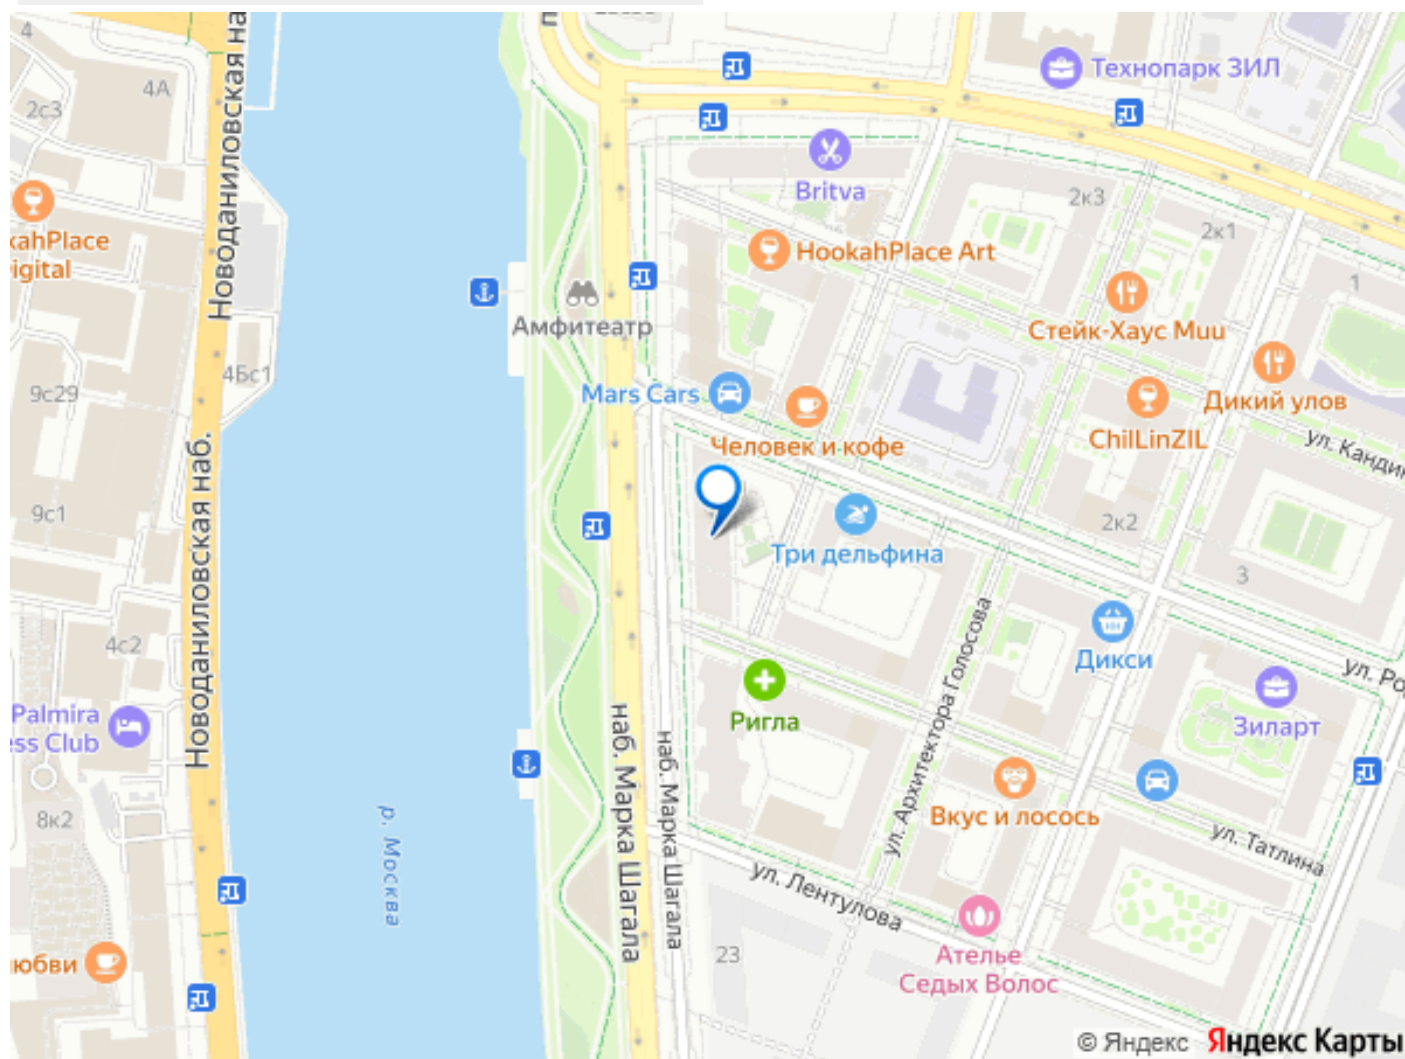 4
4А
2с3
Новоданиловская на
Технопарк ЗИЛ
Britva
2к3
2к1
kahPlace
igital
HookahPlace Art
1
Амфитеатр
Стейк-Хаус Muu
4Бс1
9с29
Mars Cars
Дикий улов
Человек и кофе
ChilLinZIL
ул. Канди
Новоданиловская наб.
9с1
2к2
Три дельфина
3
4с2
Дикси
ул. Ро
ул. Архитектора Голосова
Palmira
ss Club
Ригла
Зиларт
наб. Марка Шагала
наб. Марка Шагала
8к2
р. Москва
Вкус и лосось
ул. Татлина
ул. Лентулова
23
юбви
Ателье
Седых Волос
© Яндекс Яндекс Карты